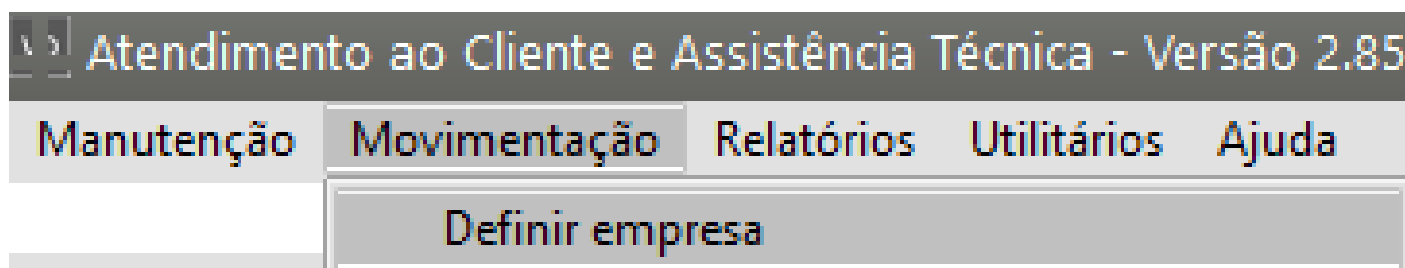 Atendimento ao Cliente e Assistência Técnica - Versão 2.85
Manutenção Movimentação Relatórios Utilitários Ajuda
Definir empresa